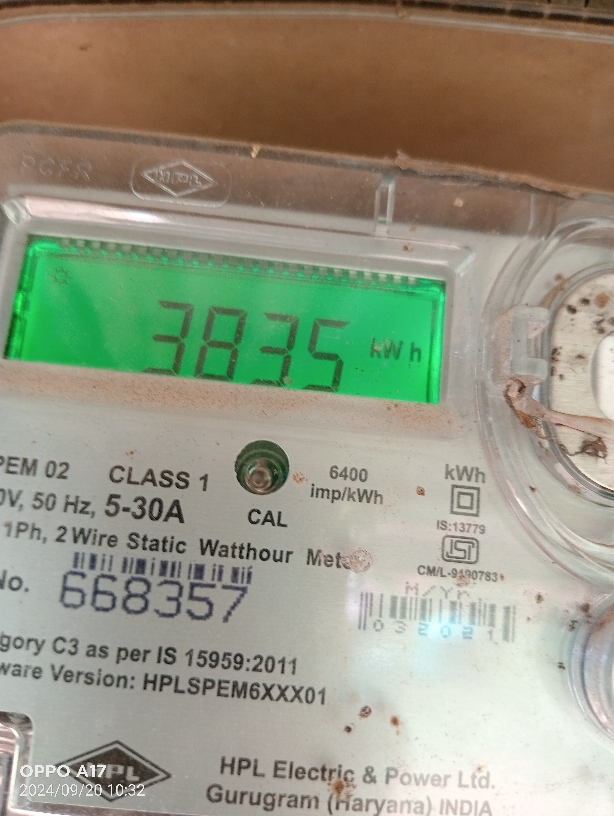 3835 kWh
PEM 02 CLASS 1
6400
imp/kWh
kWh
0V, 50 Hz, 5-30A
CAL
IS:13779
1Ph, 2 Wire Static Watthour Mete
No. 668357
M/Yr
032021
gory C3 as per IS 15959:2011
ware Version: HPLSPEM6XXX01
HPL
HPL Electric & Power Ltd.
Gurugram (Haryana) INDIA
OPPO A17
2024/09/20 10:32